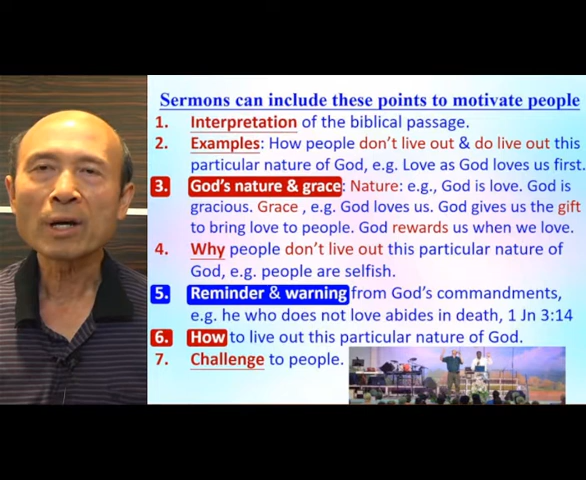 Sermons can include these points to motivate people
1. Interpretation of the biblical passage.
2. Examples: How people don't live out & do live out this
particular nature of God, e.g. Love as God loves us first.
3. God's nature & grace: Nature: e.g., God is love. God is
gracious. Grace , e.g. God loves us. God gives us the gift
to bring love to people. God rewards us when we love.
4. Why people don't live out this particular nature of
God, e.g. people are selfish.
5. Reminder & warning from God's commandments,
e.g. he who does not love abides in death, 1 Jn 3:14
6. How to live out this particular nature of God.
7. Challenge to people.